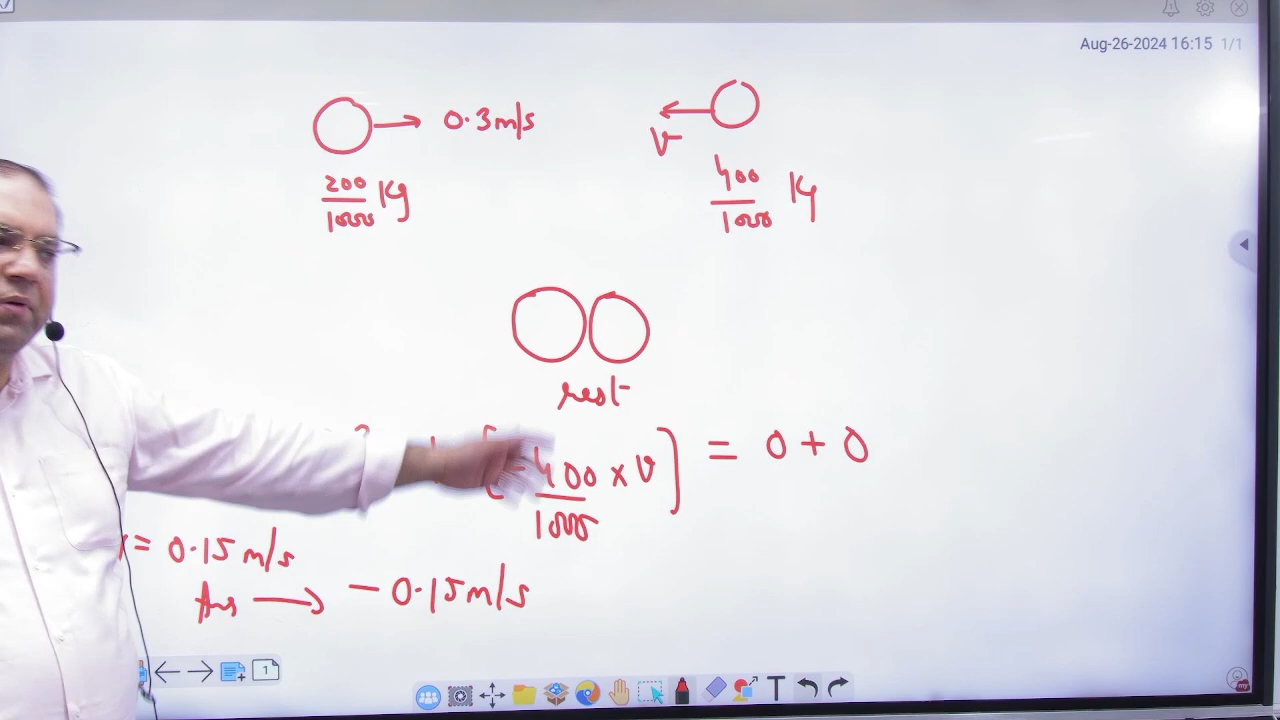 Aug-26-2024 16:15 1/1
0.3m/s
V
200/1000 Kg
400/1000 Kg
rest
[-400/1000 × V] = 0 + 0
= 0.15 m/s
Ans → - 0.15 m/s
1
T